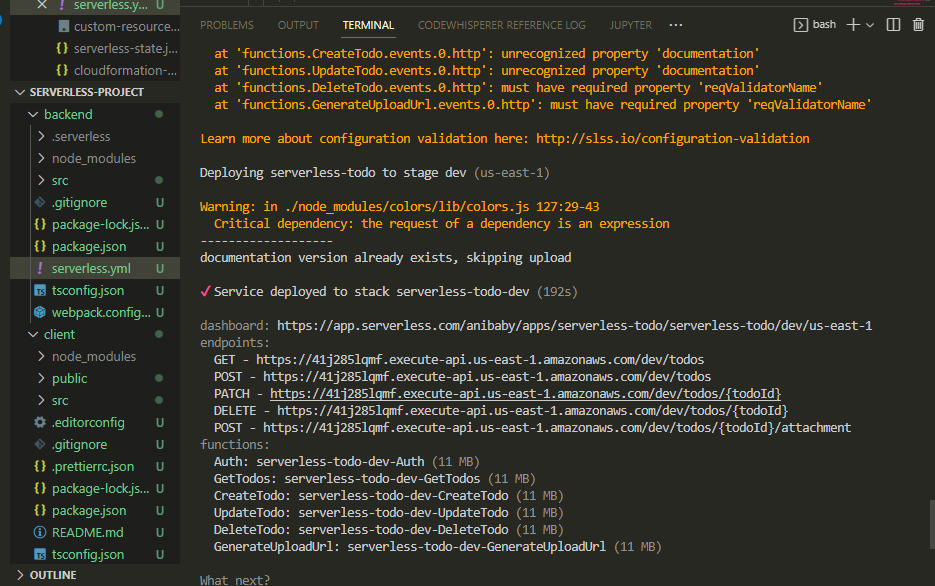 serverless.y... U
custom-resource...
serverless-state.j...
cloudformation-...
SERVERLESS-PROJECT
backend
.serverless
node_modules
src
.gitignore U
package-lock.js... U
package.json U
serverless.yml U
tsconfig.json U
webpack.config... U
client
node_modules
public
src
.editorconfig U
.gitignore U
.prettierrc.json U
package-lock.js... U
package.json U
README.md U
tsconfig.json U
OUTLINE
PROBLEMS OUTPUT TERMINAL CODEWHISPERER REFERENCE LOG JUPYTER ... bash
at 'functions.CreateTodo.events.0.http': unrecognized property 'documentation'
at 'functions.UpdateTodo.events.0.http': unrecognized property 'documentation'
at 'functions.DeleteTodo.events.0.http': must have required property 'reqValidatorName'
at 'functions.GenerateUploadUrl.events.0.http': must have required property 'reqValidatorName'
Learn more about configuration validation here: http://slss.io/configuration-validation
Deploying serverless-todo to stage dev (us-east-1)
Warning: in ./node_modules/colors/lib/colors.js 127:29-43
Critical dependency: the request of a dependency is an expression
-------------------
documentation version already exists, skipping upload
✓Service deployed to stack serverless-todo-dev (192s)
dashboard: https://app.serverless.com/anibaby/apps/serverless-todo/serverless-todo/dev/us-east-1
endpoints:
GET - https://41j285lqmf.execute-api.us-east-1.amazonaws.com/dev/todos
POST - https://41j285lqmf.execute-api.us-east-1.amazonaws.com/dev/todos
PATCH - https://41j285lqmf.execute-api.us-east-1.amazonaws.com/dev/todos/{todoId}
DELETE - https://41j285lqmf.execute-api.us-east-1.amazonaws.com/dev/todos/{todoId}
POST - https://41j285lqmf.execute-api.us-east-1.amazonaws.com/dev/todos/{todoId}/attachment
functions:
Auth: serverless-todo-dev-Auth (11 MB)
GetTodos: serverless-todo-dev-GetTodos (11 MB)
CreateTodo: serverless-todo-dev-CreateTodo (11 MB)
UpdateTodo: serverless-todo-dev-UpdateTodo (11 MB)
DeleteTodo: serverless-todo-dev-DeleteTodo (11 MB)
GenerateUploadUrl: serverless-todo-dev-GenerateUploadUrl (11 MB)
What next?